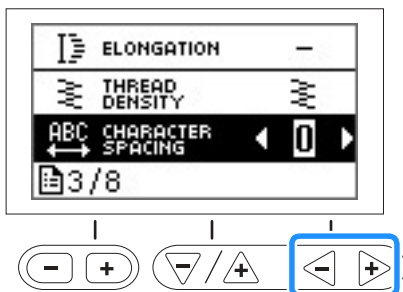 ELONGATION –
THREAD
DENSITY
ABC CHARACTER
SPACING 0
3/8
- +
- / +
- +